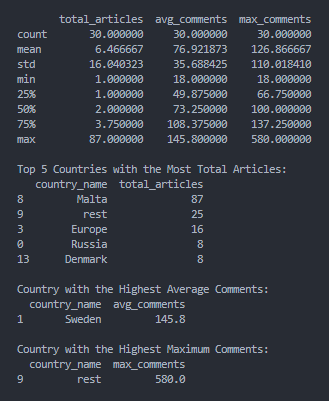 total_articles avg_comments max_comments
count 30.000000 30.000000 30.000000
mean 6.466667 76.921873 126.866667
std 16.040323 35.688425 110.018410
min 1.000000 18.000000 18.000000
25% 1.000000 49.875000 66.750000
50% 2.000000 73.250000 100.000000
75% 3.750000 108.375000 137.250000
max 87.000000 145.800000 580.000000
Top 5 Countries with the Most Total Articles:
country_name total_articles
8 Malta 87
9 rest 25
3 Europe 16
0 Russia 8
13 Denmark 8
Country with the Highest Average Comments:
country_name avg_comments
1 Sweden 145.8
Country with the Highest Maximum Comments:
country_name max_comments
9 rest 580.0